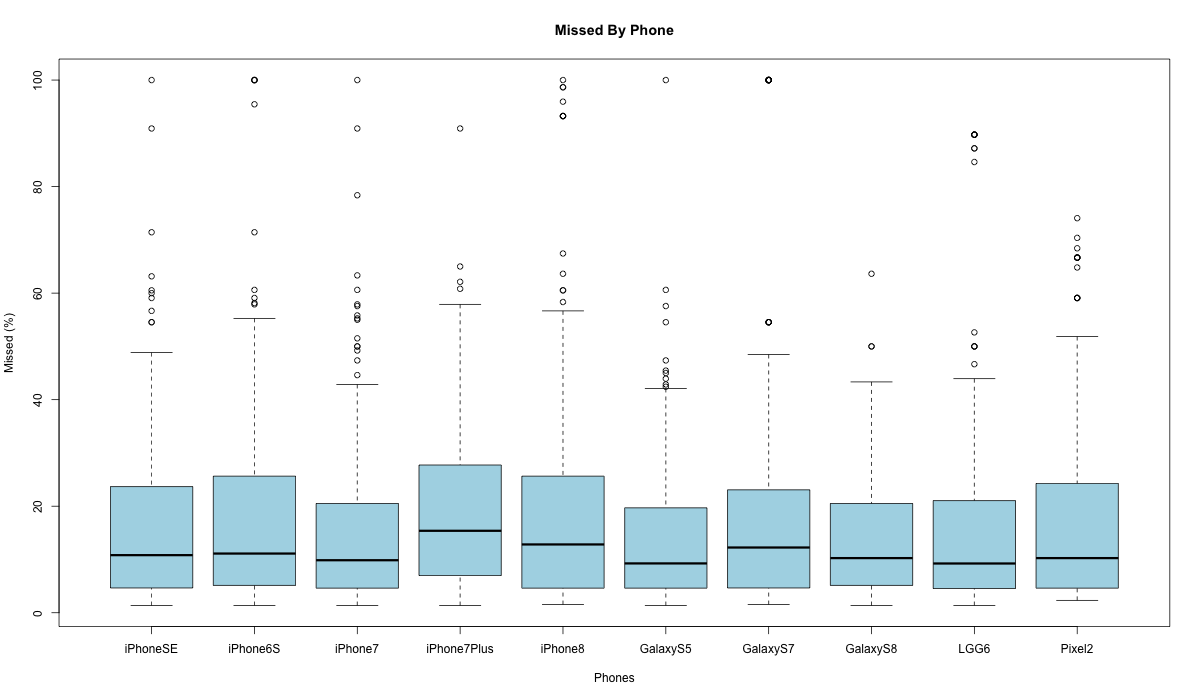 Missed By Phone
100
80
60
40
20
0
Missed (%)
iPhoneSE iPhone6S iPhone7 iPhone7Plus iPhone8 GalaxyS5 GalaxyS7 GalaxyS8 LGG6 Pixel2
Phones